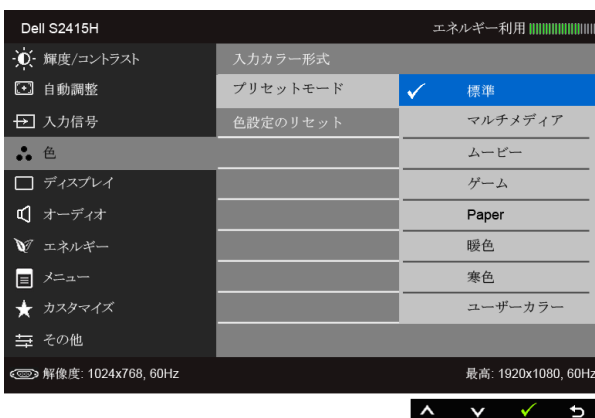 Dell S2415H エネルギー利用
輝度/コントラスト 入力カラー形式
自動調整 プリセットモード 標準
入力信号 色設定のリセット マルチメディア
色 ムービー
ディスプレイ ゲーム
オーディオ Paper
エネルギー 暖色
メニュー 寒色
カスタマイズ ユーザーカラー
その他
解像度: 1024x768, 60Hz 最高: 1920x1080, 60Hz